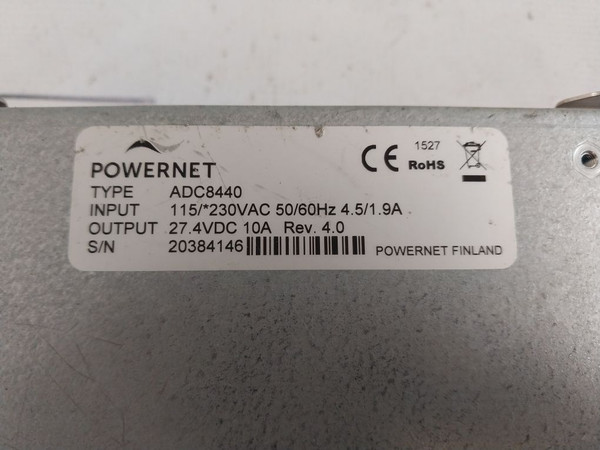 POWERNET
TYPE ADC8440
INPUT 115/*230VAC 50/60Hz 4.5/1.9A
OUTPUT 27.4VDC 10A Rev. 4.0
S/N 20384146
CE 1527 RoHS
POWERNET FINLAND